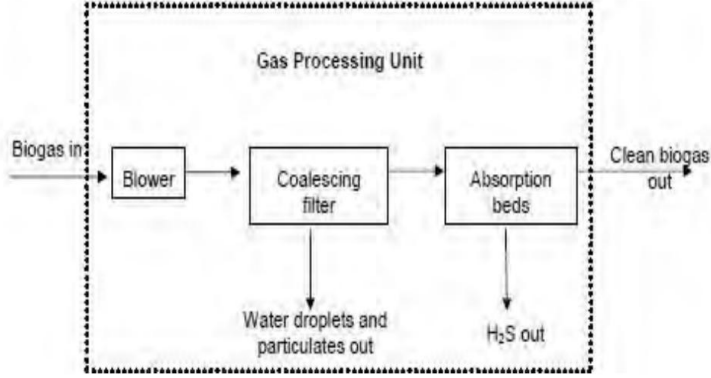 Gas Processing Unit
Biogas in
Blower
Coalescing
filter
Absorption
beds
Clean biogas
out
Water droplets and
particulates out
H₂S out